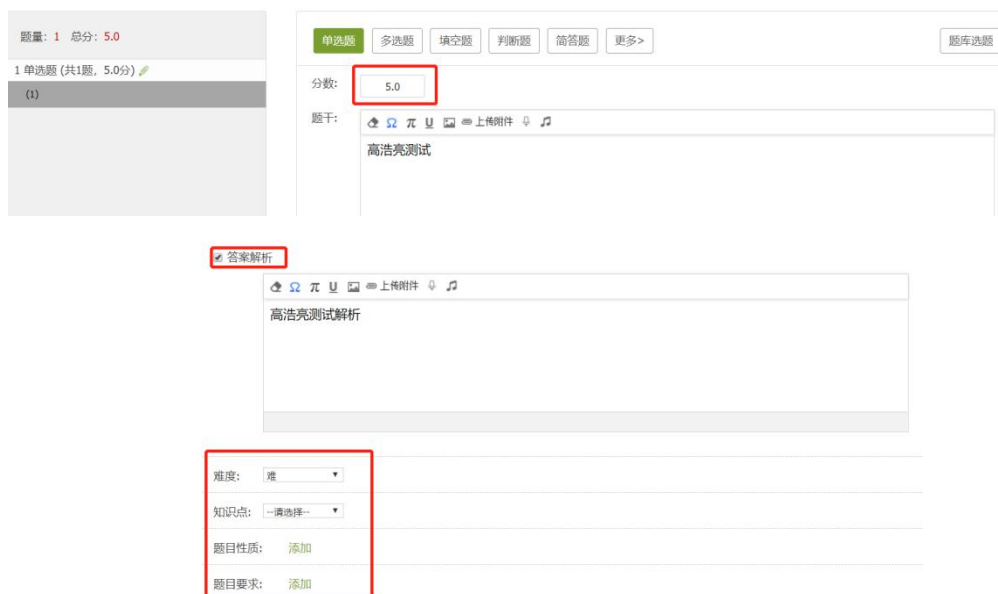 题量: 1 总分: 5.0
1 单选题 (共1题, 5.0分)
(1)
单选题 多选题 填空题 判断题 简答题 更多> 题库选题
分数: 5.0
题干: Ω π U 上传附件
高浩亮测试
答案解析
Ω π U 上传附件
高浩亮测试解析
难度: 难
知识点: --请选择--
题目性质: 添加
题目要求: 添加